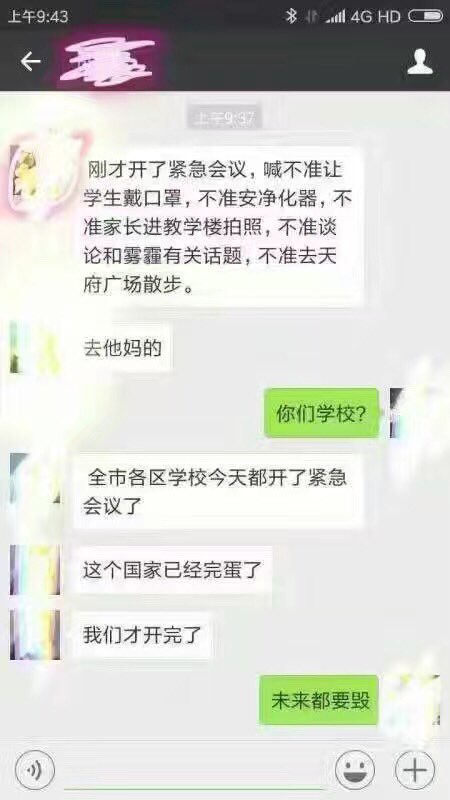 上午9:43
4G HD
上午9:37
刚才开了紧急会议,喊不准让
学生戴口罩,不准安净化器,不
准家长进教学楼拍照,不准谈
论和雾霾有关话题,不准去天
府广场散步。
去他妈的
你们学校?
全市各区学校今天都开了紧急
会议了
这个国家已经完蛋了
我们才开完了
未来都要毁